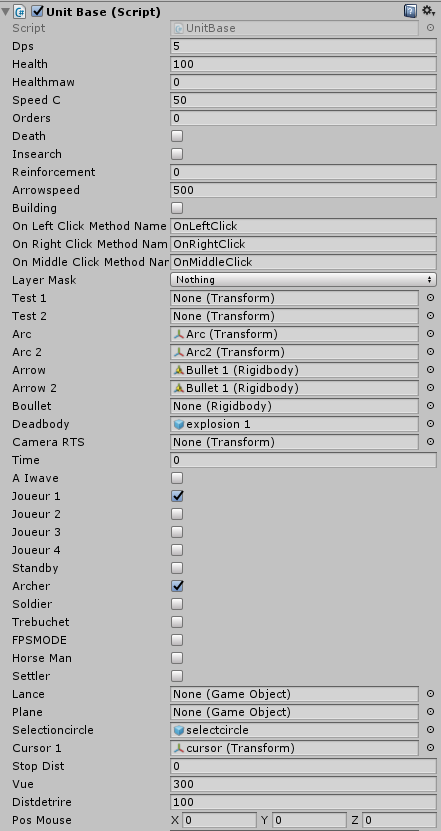 Unit Base (Script)
Script UnitBase
Dps 5
Health 100
Healthmaw 0
Speed C 50
Orders 0
Death
Insearch
Reinforcement 0
Arrowspeed 500
Building
On Left Click Method Name OnLeftClick
On Right Click Method Nam OnRightClick
On Middle Click Method Nar OnMiddleClick
Layer Mask Nothing
Test 1 None (Transform)
Test 2 None (Transform)
Arc Arc (Transform)
Arc 2 Arc2 (Transform)
Arrow Bullet 1 (Rigidbody)
Arrow 2 Bullet 1 (Rigidbody)
Boullet None (Rigidbody)
Deadbody explosion 1
Camera RTS None (Transform)
Time 0
A Iwave
Joueur 1
Joueur 2
Joueur 3
Joueur 4
Standby
Archer
Soldier
Trebuchet
FPSMODE
Horse Man
Settler
Lance None (Game Object)
Plane None (Game Object)
Selectioncircle selectcircle
Cursor 1 cursor (Transform)
Stop Dist 0
Vue 300
Distdetrire 100
Pos Mouse X 0 Y 0 Z 0